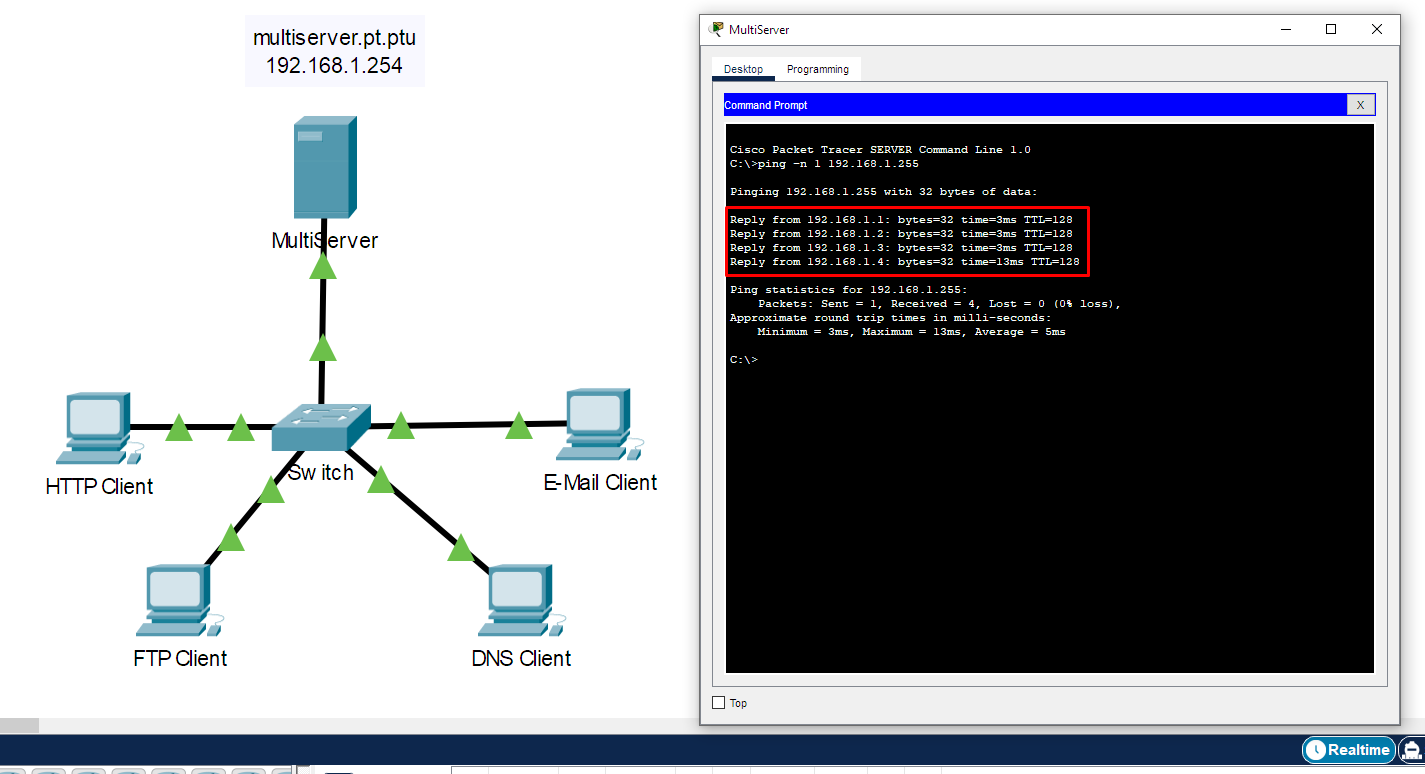 multiserver.pt.ptu
192.168.1.254
MultiServer
HTTP Client
Switch
E-Mail Client
FTP Client
DNS Client
MultiServer
Desktop
Programming
Command Prompt
X
Cisco Packet Tracer SERVER Command Line 1.0
C:\>ping -n 1 192.168.1.255
Pinging 192.168.1.255 with 32 bytes of data:
Reply from 192.168.1.1: bytes=32 time=3ms TTL=128
Reply from 192.168.1.2: bytes=32 time=3ms TTL=128
Reply from 192.168.1.3: bytes=32 time=3ms TTL=128
Reply from 192.168.1.4: bytes=32 time=13ms TTL=128
Ping statistics for 192.168.1.255:
Packets: Sent = 1, Received = 4, Lost = 0 (0% loss),
Approximate round trip times in milli-seconds:
Minimum = 3ms, Maximum = 13ms, Average = 5ms
C:\>
Top
Realtime